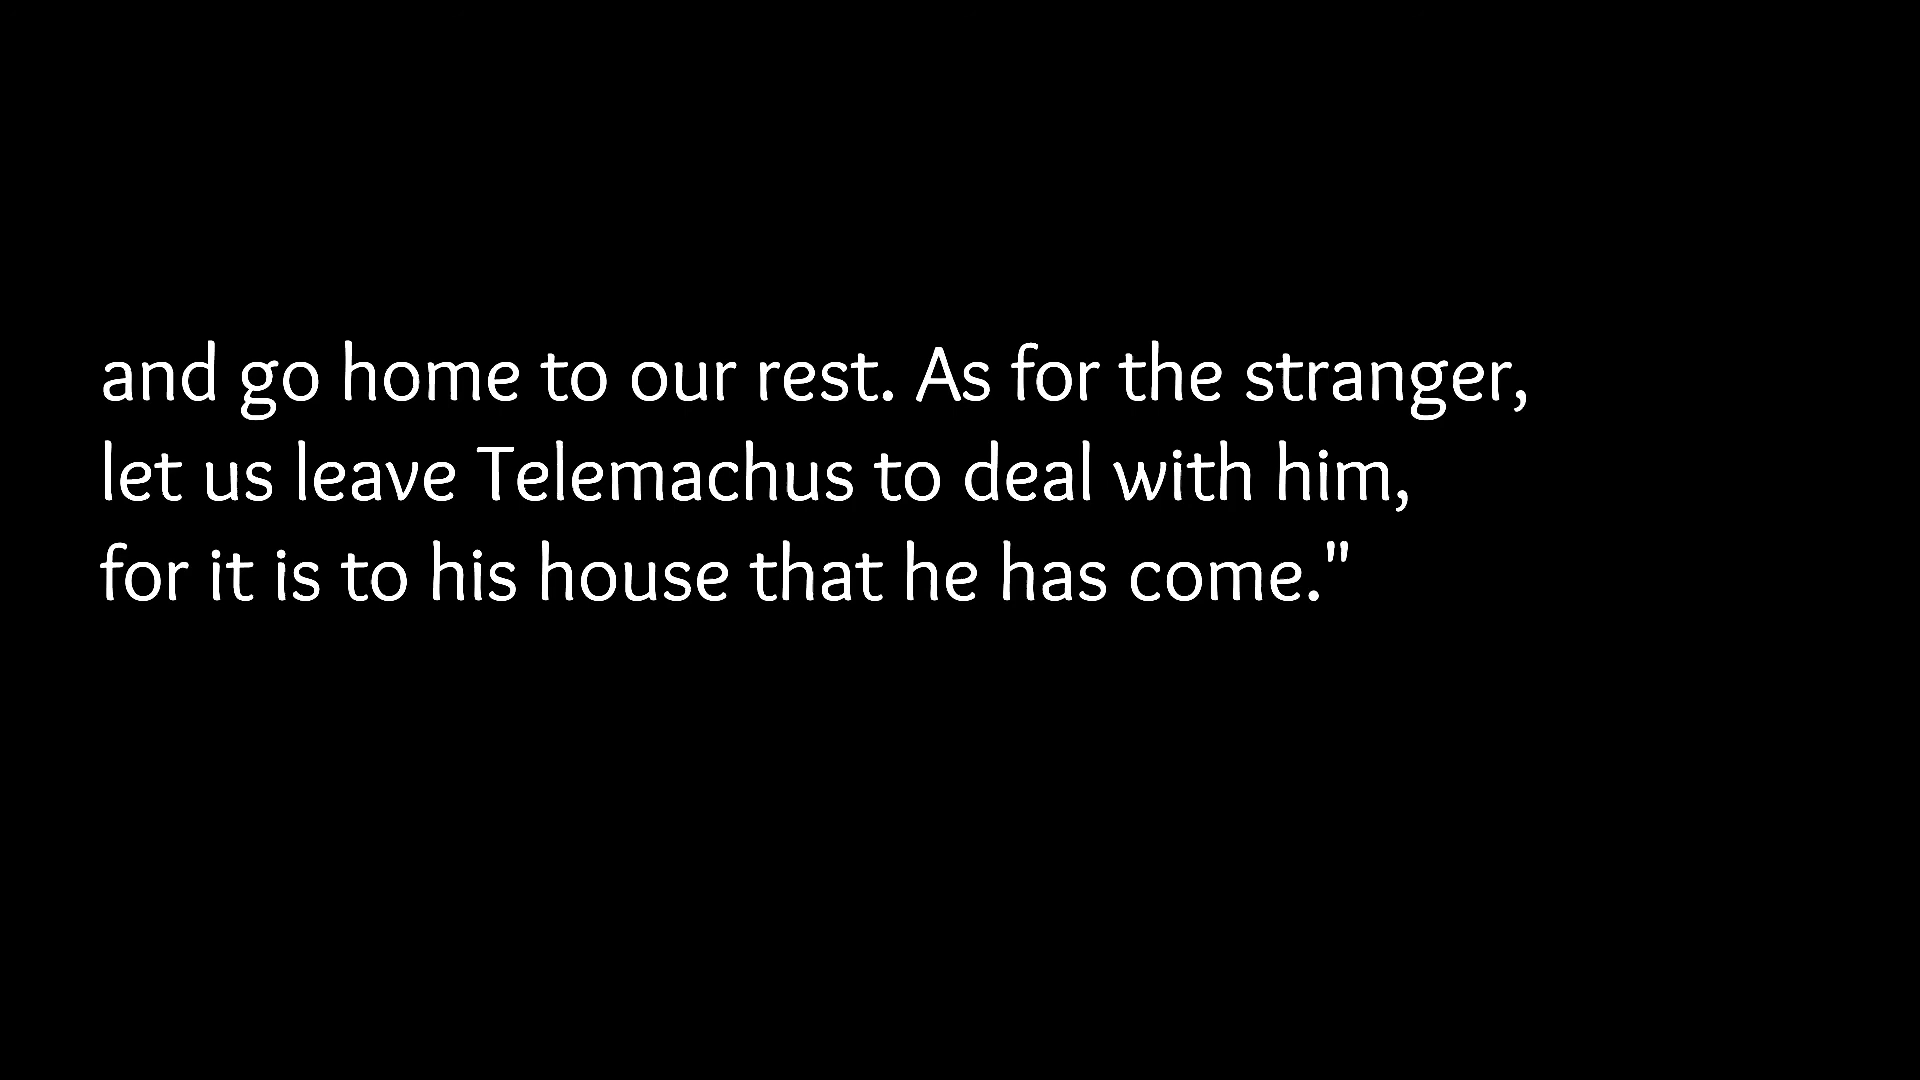 and go home to our rest. As for the stranger,
let us leave Telemachus to deal with him,
for it is to his house that he has come."